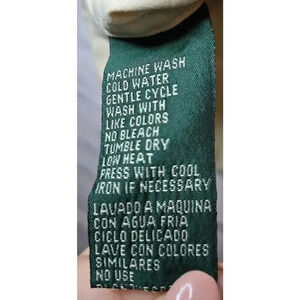 MACHINE WASH
COLD WATER
GENTLE CYCLE
WASH WITH
LIKE COLORS
NO BLEACH
TUMBLE DRY
LOW HEAT
PRESS WITH COOL
IRON IF NECESSARY
LAVADO A MAQUINA
CON AGUA FRIA
CICLO DELICADO
LAVE CON COLORES
SIMILARES
NO USE